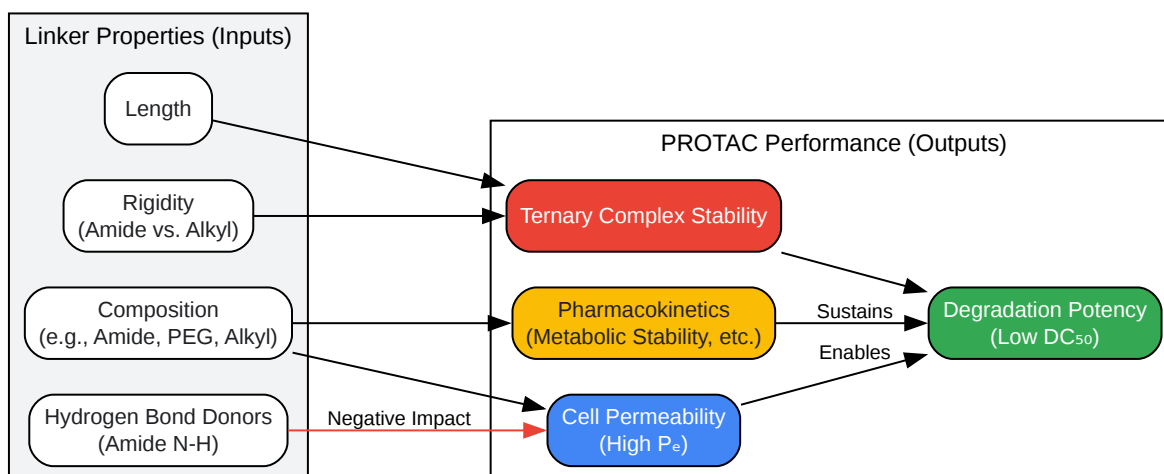 Linker Properties (Inputs)
Length
Rigidity
(Amide vs. Alkyl)
Composition
(e.g., Amide, PEG, Alkyl)
Hydrogen Bond Donors
(Amide N-H)
Negative Impact
PROTAC Performance (Outputs)
Ternary Complex Stability
Pharmacokinetics
(Metabolic Stability, etc.)
Cell Permeability
(High Pₑ)
Sustains
Enables
Degradation Potency
(Low DC₅₀)